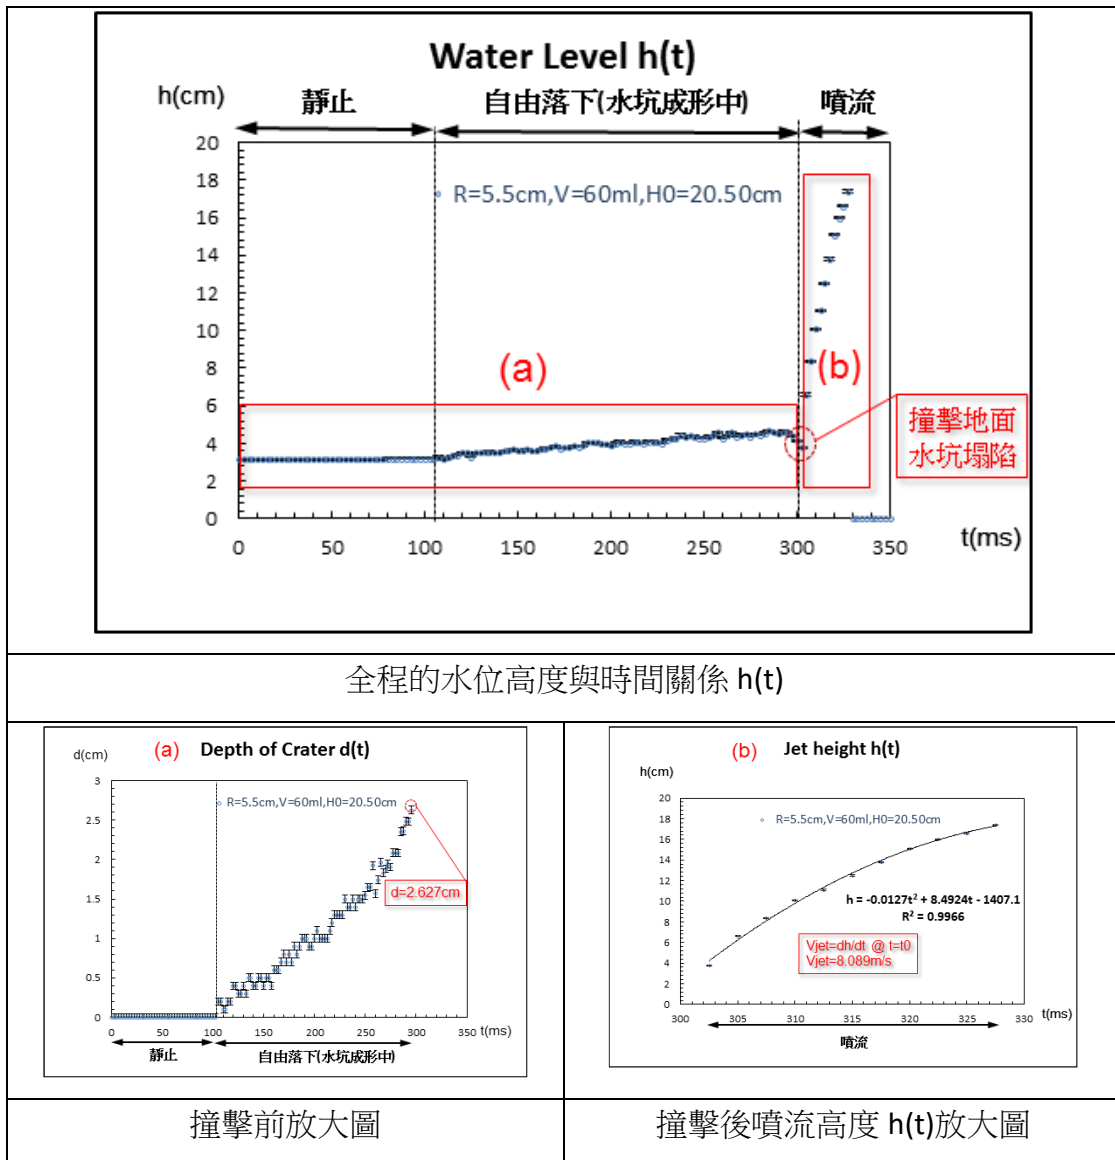 Water Level h(t)
h(cm)
靜止
自由落下(水坑成形中)
噴流
20
18
16
14
12
10
8
6
4
2
0
R=5.5cm,V=60ml,H0=20.50cm
(a)
(b)
撞擊地面
水坑塌陷
0 50 100 150 200 250 300 350
t(ms)
全程的水位高度與時間關係 h(t)
(a) Depth of Crater d(t)
d(cm)
3
2.5
2
1.5
1
0.5
0
R=5.5cm,V=60ml,H0=20.50cm
d=2.627cm
0 50 100 150 200 250 300 350 t(ms)
靜止
自由落下(水坑成形中)
撞擊前放大圖
(b) Jet height h(t)
h(cm)
20
18
16
14
12
10
8
6
4
2
0
R=5.5cm,V=60ml,H0=20.50cm
h = -0.0127t² + 8.4924t - 1407.1
R² = 0.9966
Vjet=dh/dt @ t=t0
Vjet=8.089m/s
300 305 310 315 320 325 330 t(ms)
噴流
撞擊後噴流高度 h(t)放大圖